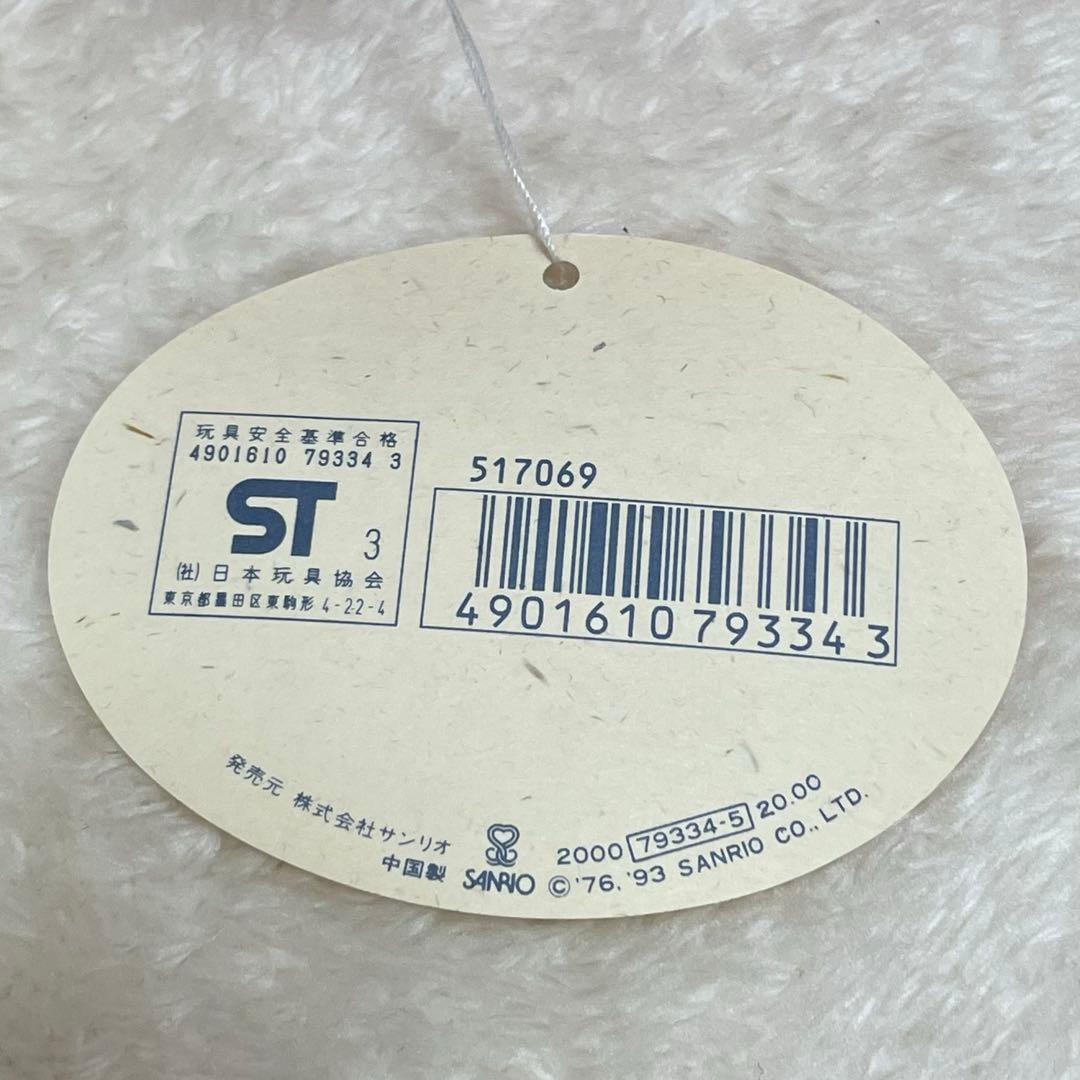 玩具安全基準合格
4901610 79334 3
ST 3
(社)日本玩具協会
東京都墨田区東駒形 4-22-4
517069
4901610 793343
発売元 株式会社サンリオ
中国製
SANRIO
2000 79334-5 20.00
© '76, '93 SANRIO CO., LTD.